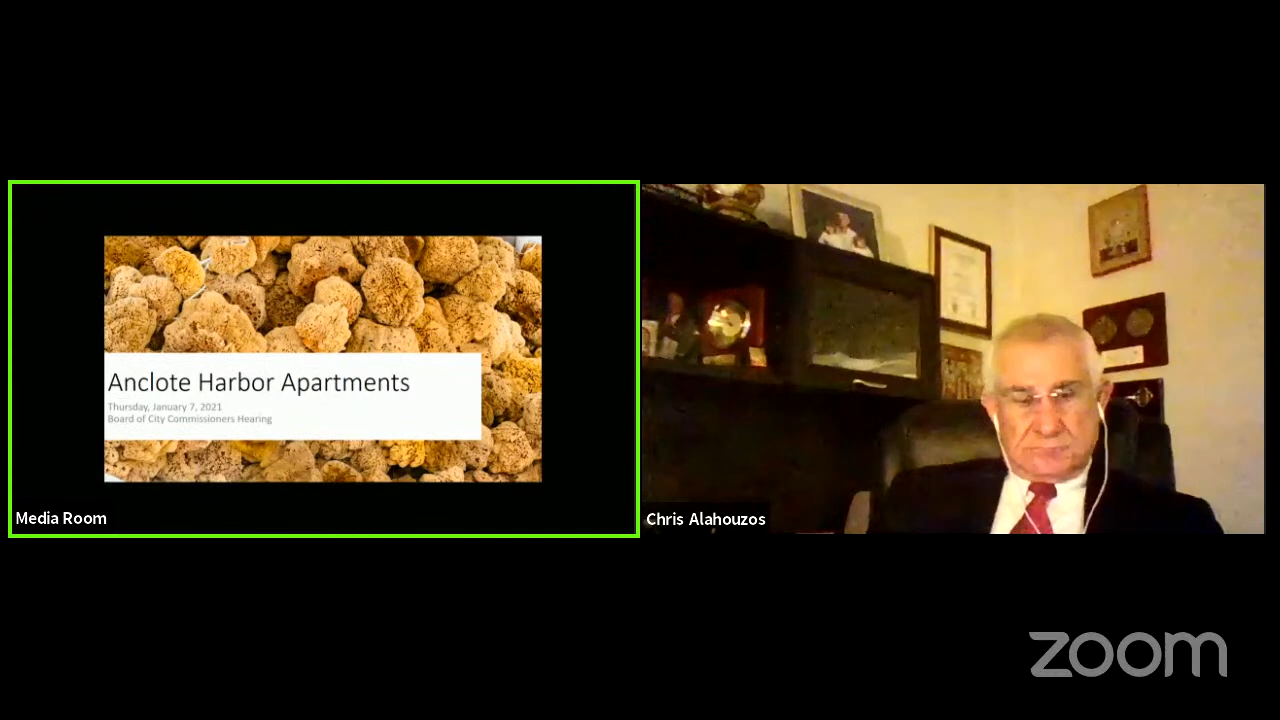 Anclote Harbor Apartments
Thursday, January 7, 2021
Board of City Commissioners Hearing
Media Room
Chris Alahouzos
zoom